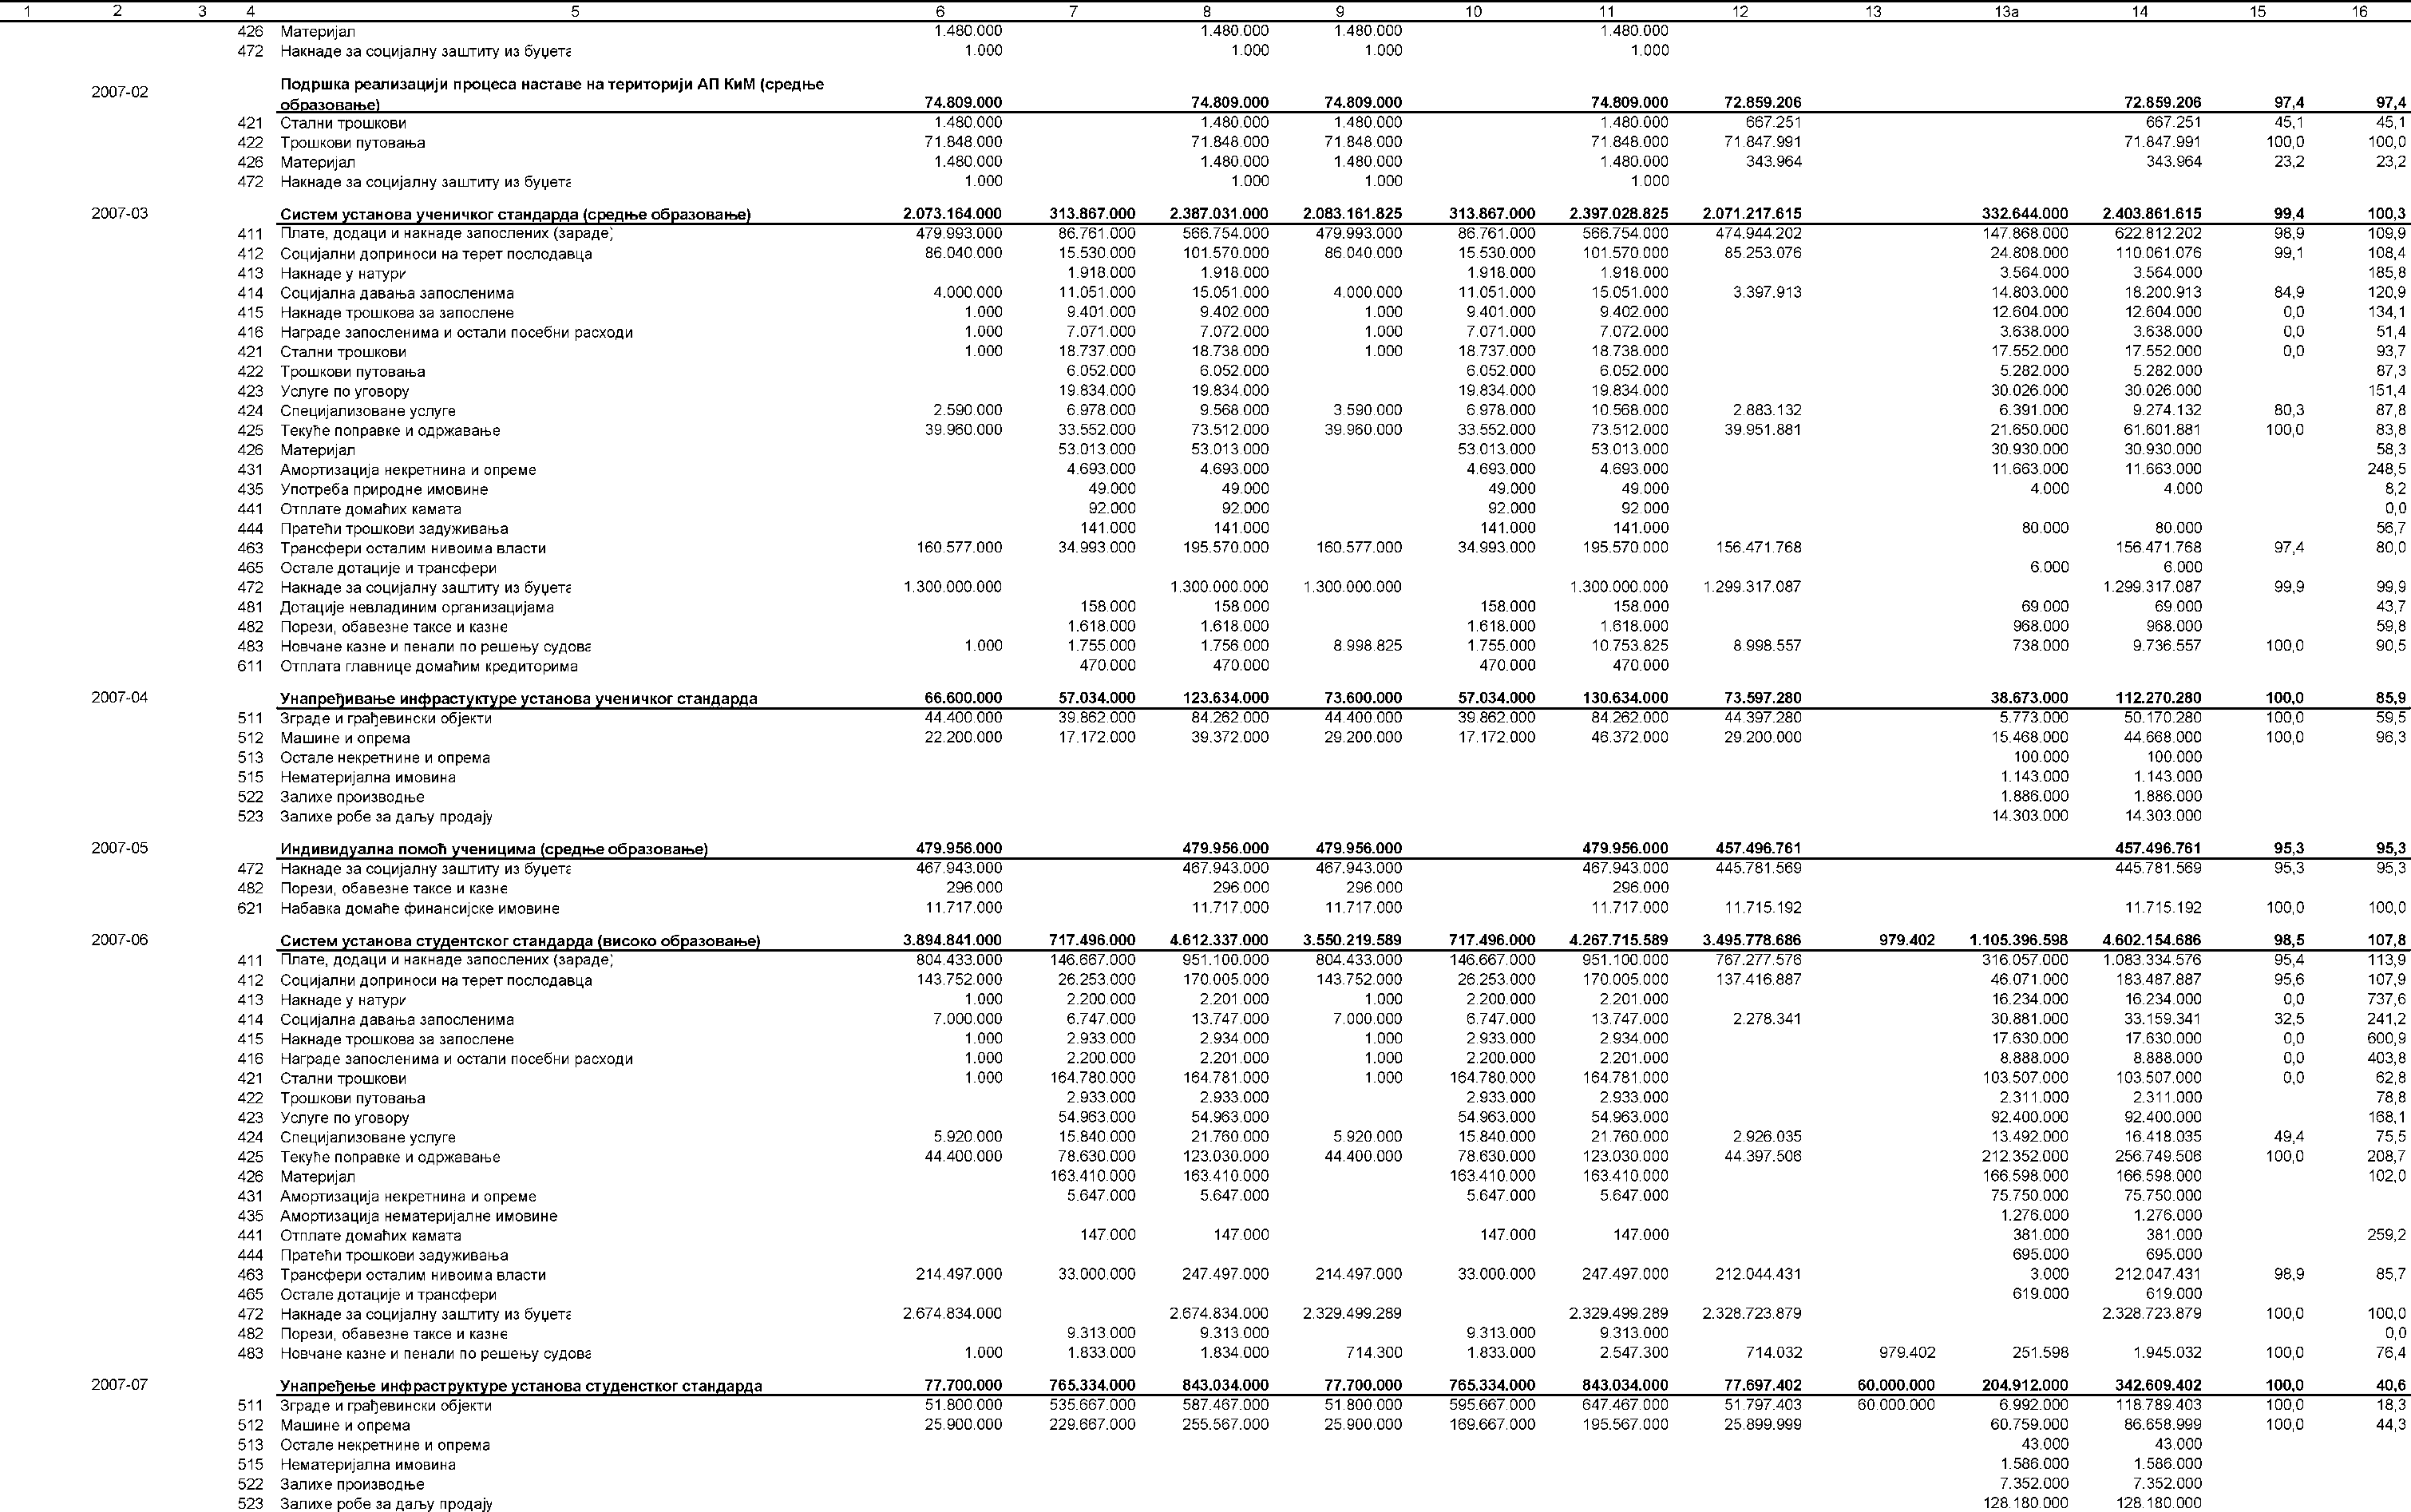 1 2 3 4 5 6 7 8 9 10 11 12 13 13а 14 15 16
426 Материјал 1.480.000 1.480.000 1.480.000 1.480.000
472 Накнаде за социјалну заштиту из буџета 1.000 1.000 1.000 1.000
Подршка реализацији процеса наставе на територији АП КиМ (средње
2007-02 образовање) 74.809.000 74.809.000 74.809.000 74.809.000 72.859.206 72.859.206 97,4 97,4
421 Стални трошкови 1.480.000 1.480.000 1.480.000 1.480.000 667.251 667.251 45,1 45,1
422 Трошкови путовања 71.848.000 71.848.000 71.848.000 71.848.000 71.847.991 71.847.991 100,0 100,0
426 Материјал 1.480.000 1.480.000 1.480.000 1.480.000 343.964 343.964 23,2 23,2
472 Накнаде за социјалну заштиту из буџета 1.000 1.000 1.000 1.000
2007-03 Систем установа ученичког стандарда (средње образовање) 2.073.164.000 313.867.000 2.387.031.000 2.083.161.825 313.867.000 2.397.028.825 2.071.217.615 332.644.000 2.403.861.615 99,4 100,3
411 Плате, додаци и накнаде запослених (зараде) 479.993.000 86.761.000 566.754.000 479.993.000 86.761.000 566.754.000 474.944.202 147.868.000 622.812.202 98,9 109,9
412 Социјални доприноси на терет послодавца 86.040.000 15.530.000 101.570.000 86.040.000 15.530.000 101.570.000 85.253.076 24.808.000 110.061.076 99,1 108,4
413 Накнаде у натури 1.918.000 1.918.000 1.918.000 1.918.000 3.564.000 3.564.000 185,8
414 Социјална давања запосленима 4.000.000 11.051.000 15.051.000 4.000.000 11.051.000 15.051.000 3.397.913 14.803.000 18.200.913 84,9 120,9
415 Накнаде трошкова за запослене 1.000 9.401.000 9.402.000 1.000 9.401.000 9.402.000 12.604.000 12.604.000 0,0 134,1
416 Награде запосленима и остали посебни расходи 1.000 7.071.000 7.072.000 1.000 7.071.000 7.072.000 3.638.000 3.638.000 0,0 51,4
421 Стални трошкови 1.000 18.737.000 18.738.000 1.000 18.737.000 18.738.000 17.552.000 17.552.000 0,0 93,7
422 Трошкови путовања 6.052.000 6.052.000 6.052.000 6.052.000 5.282.000 5.282.000 87,3
423 Услуге по уговору 19.834.000 19.834.000 19.834.000 19.834.000 30.026.000 30.026.000 151,4
424 Специјализоване услуге 2.590.000 6.978.000 9.568.000 3.590.000 6.978.000 10.568.000 2.883.132 6.391.000 9.274.132 80,3 87,8
425 Текуће поправке и одржавање 39.960.000 33.552.000 73.512.000 39.960.000 33.552.000 73.512.000 39.951.881 21.650.000 61.601.881 100,0 83,8
426 Материјал 53.013.000 53.013.000 53.013.000 53.013.000 30.930.000 30.930.000 58,3
431 Амортизација некретнина и опреме 4.693.000 4.693.000 4.693.000 4.693.000 11.663.000 11.663.000 248,5
435 Употреба природне имовине 49.000 49.000 49.000 49.000 4.000 4.000 8,2
441 Отплате домаћих камата 92.000 92.000 92.000 92.000 0,0
444 Пратећи трошкови задуживања 141.000 141.000 141.000 141.000 80.000 80.000 56,7
463 Трансфери осталим нивоима власти 160.577.000 34.993.000 195.570.000 160.577.000 34.993.000 195.570.000 156.471.768 156.471.768 97,4 80,0
465 Остале дотације и трансфери 6.000 6.000
472 Накнаде за социјалну заштиту из буџета 1.300.000.000 1.300.000.000 1.300.000.000 1.300.000.000 1.299.317.087 1.299.317.087 99,9 99,9
481 Дотације невладиним организацијама 158.000 158.000 158.000 158.000 69.000 69.000 43,7
482 Порези, обавезне таксе и казне 1.618.000 1.618.000 1.618.000 1.618.000 968.000 968.000 59,8
483 Новчане казне и пенали по решењу судова 1.000 1.755.000 1.756.000 8.998.825 1.755.000 10.753.825 8.998.557 738.000 9.736.557 100,0 90,5
611 Отплата главнице домаћим кредиторима 470.000 470.000 470.000 470.000
2007-04 Унапређивање инфрастуктуре установа ученичког стандарда 66.600.000 57.034.000 123.634.000 73.600.000 57.034.000 130.634.000 73.597.280 38.673.000 112.270.280 100,0 85,9
511 Зграде и грађевински објекти 44.400.000 39.862.000 84.262.000 44.400.000 39.862.000 84.262.000 44.397.280 5.773.000 50.170.280 100,0 59,5
512 Машине и опрема 22.200.000 17.172.000 39.372.000 29.200.000 17.172.000 46.372.000 29.200.000 15.468.000 44.668.000 100,0 96,3
513 Остале некретнине и опрема 100.000 100.000
515 Нематеријална имовина 1.143.000 1.143.000
522 Залихе производње 1.886.000 1.886.000
523 Залихе робе за даљу продају 14.303.000 14.303.000
2007-05 Индивидуална помоћ ученицима (средње образовање) 479.956.000 479.956.000 479.956.000 479.956.000 457.496.761 457.496.761 95,3 95,3
472 Накнаде за социјалну заштиту из буџета 467.943.000 467.943.000 467.943.000 467.943.000 445.781.569 445.781.569 95,3 95,3
482 Порези, обавезне таксе и казне 296.000 296.000 296.000 296.000
621 Набавка домаће финансијске имовине 11.717.000 11.717.000 11.717.000 11.717.000 11.715.192 11.715.192 100,0 100,0
2007-06 Систем установа студентског стандарда (високо образовање) 3.894.841.000 717.496.000 4.612.337.000 3.550.219.589 717.496.000 4.267.715.589 3.495.778.686 979.402 1.105.396.598 4.602.154.686 98,5 107,8
411 Плате, додаци и накнаде запослених (зараде) 804.433.000 146.667.000 951.100.000 804.433.000 146.667.000 951.100.000 767.277.576 316.057.000 1.083.334.576 95,4 113,9
412 Социјални доприноси на терет послодавца 143.752.000 26.253.000 170.005.000 143.752.000 26.253.000 170.005.000 137.416.887 46.071.000 183.487.887 95,6 107,9
413 Накнаде у натури 1.000 2.200.000 2.201.000 1.000 2.200.000 2.201.000 16.234.000 16.234.000 0,0 737,6
414 Социјална давања запосленима 7.000.000 6.747.000 13.747.000 7.000.000 6.747.000 13.747.000 2.278.341 30.881.000 33.159.341 32,5 241,2
415 Накнаде трошкова за запослене 1.000 2.933.000 2.934.000 1.000 2.933.000 2.934.000 17.630.000 17.630.000 0,0 600,9
416 Награде запосленима и остали посебни расходи 1.000 2.200.000 2.201.000 1.000 2.200.000 2.201.000 8.888.000 8.888.000 0,0 403,8
421 Стални трошкови 1.000 164.780.000 164.781.000 1.000 164.780.000 164.781.000 103.507.000 103.507.000 0,0 62,8
422 Трошкови путовања 2.933.000 2.933.000 2.933.000 2.933.000 2.311.000 2.311.000 78,8
423 Услуге по уговору 54.963.000 54.963.000 54.963.000 54.963.000 92.400.000 92.400.000 168,1
424 Специјализоване услуге 5.920.000 15.840.000 21.760.000 5.920.000 15.840.000 21.760.000 2.926.035 13.492.000 16.418.035 49,4 75,5
425 Текуће поправке и одржавање 44.400.000 78.630.000 123.030.000 44.400.000 78.630.000 123.030.000 44.397.506 212.352.000 256.749.506 100,0 208,7
426 Материјал 163.410.000 163.410.000 163.410.000 163.410.000 166.598.000 166.598.000 102,0
431 Амортизација некретнина и опреме 5.647.000 5.647.000 5.647.000 5.647.000 75.750.000 75.750.000
435 Амортизација нематеријалне имовине 1.276.000 1.276.000
441 Отплате домаћих камата 147.000 147.000 147.000 147.000 381.000 381.000 259,2
444 Пратећи трошкови задуживања 695.000 695.000
463 Трансфери осталим нивоима власти 214.497.000 33.000.000 247.497.000 214.497.000 33.000.000 247.497.000 212.044.431 3.000 212.047.431 98,9 85,7
465 Остале дотације и трансфери 619.000 619.000
472 Накнаде за социјалну заштиту из буџета 2.674.834.000 2.674.834.000 2.329.499.289 2.329.499.289 2.328.723.879 2.328.723.879 100,0 100,0
482 Порези, обавезне таксе и казне 9.313.000 9.313.000 9.313.000 9.313.000 0,0
483 Новчане казне и пенали по решењу судова 1.000 1.833.000 1.834.000 714.300 1.833.000 2.547.300 714.032 979.402 251.598 1.945.032 100,0 76,4
2007-07 Унапређење инфраструктуре установа студенстког стандарда 77.700.000 765.334.000 843.034.000 77.700.000 765.334.000 843.034.000 77.697.402 60.000.000 204.912.000 342.609.402 100,0 40,6
511 Зграде и грађевински објекти 51.800.000 535.667.000 587.467.000 51.800.000 595.667.000 647.467.000 51.797.403 60.000.000 6.992.000 118.789.403 100,0 18,3
512 Машине и опрема 25.900.000 229.667.000 255.567.000 25.900.000 169.667.000 195.567.000 25.899.999 60.759.000 86.658.999 100,0 44,3
513 Остале некретнине и опрема 43.000 43.000
515 Нематеријална имовина 1.586.000 1.586.000
522 Залихе производње 7.352.000 7.352.000
523 Залихе робе за даљу продају 128.180.000 128.180.000